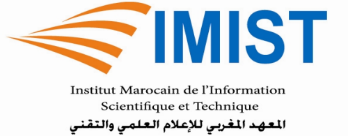 IMIST
Institut Marocain de l'Information
Scientifique et Technique
المعهد المغربي للإعلام العلمي والتقني